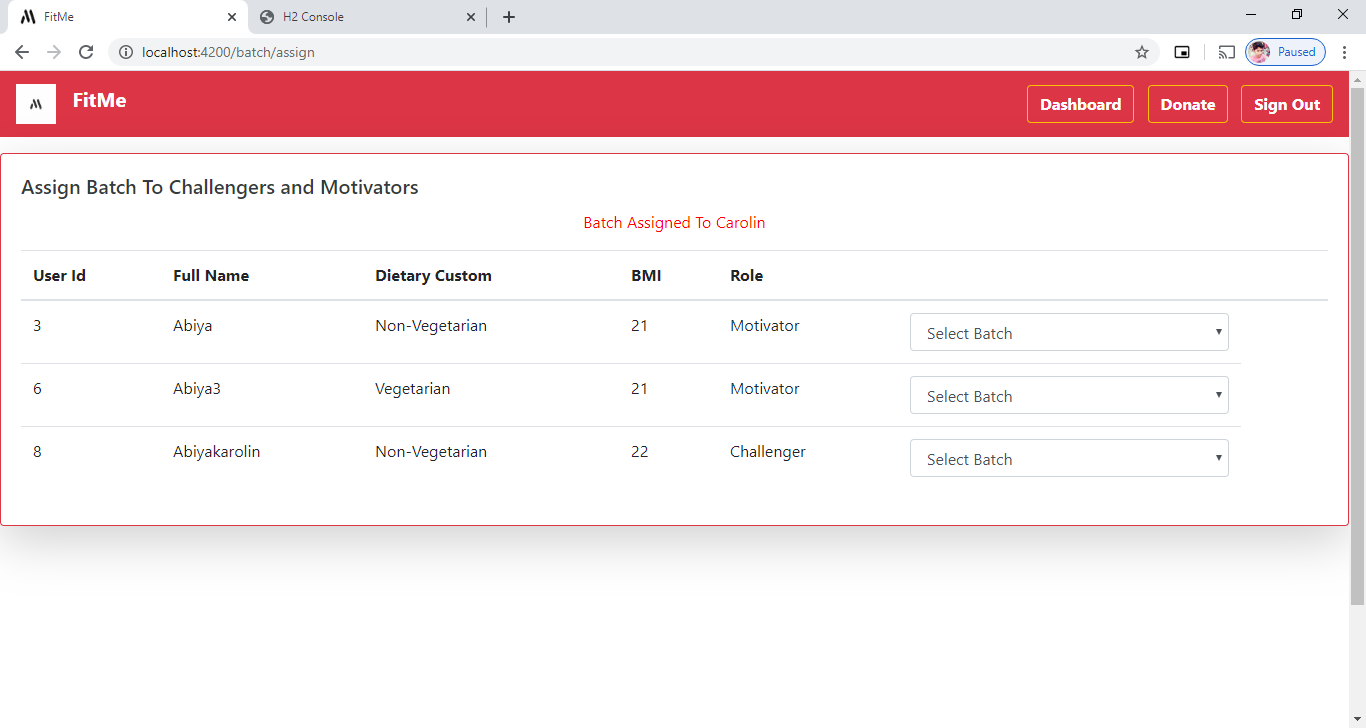 FitMe
H2 Console
localhost:4200/batch/assign
Paused
FitMe
Dashboard
Donate
Sign Out
Assign Batch To Challengers and Motivators
Batch Assigned To Carolin
User Id Full Name Dietary Custom BMI Role
3 Abiya Non-Vegetarian 21 Motivator Select Batch
6 Abiya3 Vegetarian 21 Motivator Select Batch
8 Abiyakarolin Non-Vegetarian 22 Challenger Select Batch